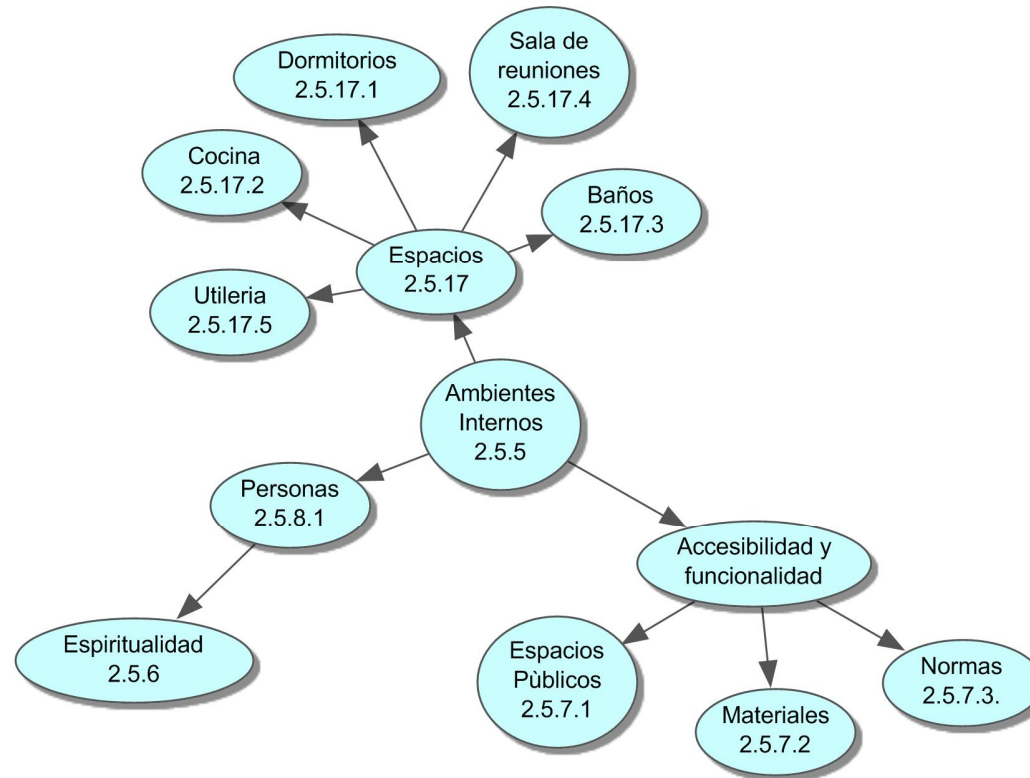 Sala de
reuniones
2.5.17.4
Dormitorios
2.5.17.1
Cocina
2.5.17.2
Baños
2.5.17.3
Espacios
2.5.17
Utileria
2.5.17.5
Ambientes
Internos
2.5.5
Personas
2.5.8.1
Accesibilidad y
funcionalidad
Espiritualidad
2.5.6
Espacios
Pùblicos
2.5.7.1
Materiales
2.5.7.2
Normas
2.5.7.3.